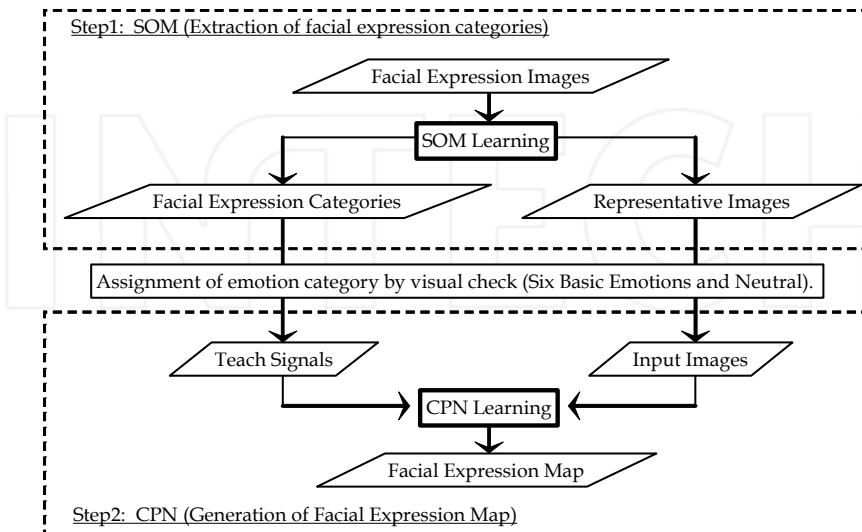 Step1: SOM (Extraction of facial expression categories)
Facial Expression Images
SOM Learning
Facial Expression Categories
Representative Images
Assignment of emotion category by visual check (Six Basic Emotions and Neutral).
Teach Signals
Input Images
CPN Learning
Facial Expression Map
Step2: CPN (Generation of Facial Expression Map)
INTECH